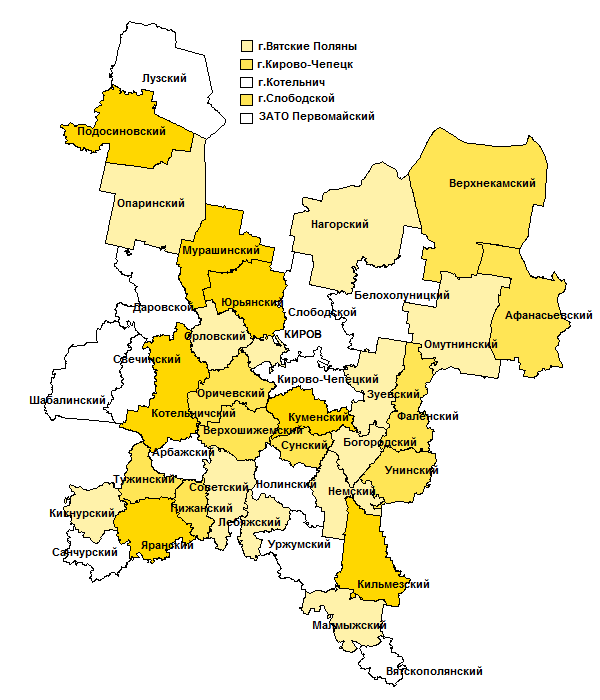 г.Вятские Поляны
г.Кирово-Чепецк
г.Котельнич
г.Слободской
ЗАТО Первомайский
Лузский
Подосиновский
Опаринский
Верхнекамский
Нагорский
Мурашинский
Юрьянский
Белохолуницкий
Даровской
Слободской
Афанасьевский
Орловский
КИРОВ
Омутнинский
Свечинский
Кирово-Чепецкий
Зуевский
Шабалинский
Оричевский
Котельничский
Куменский
Фаленский
Верхошижемский
Сунский
Богородский
Арбажский
Унинский
Тужинский
Советский
Нолинский
Немский
Кикнурский
Пижанский
Лебяжский
Санчурский
Яранский
Уржумский
Кильмезский
Малмыжский
Вятскополянский